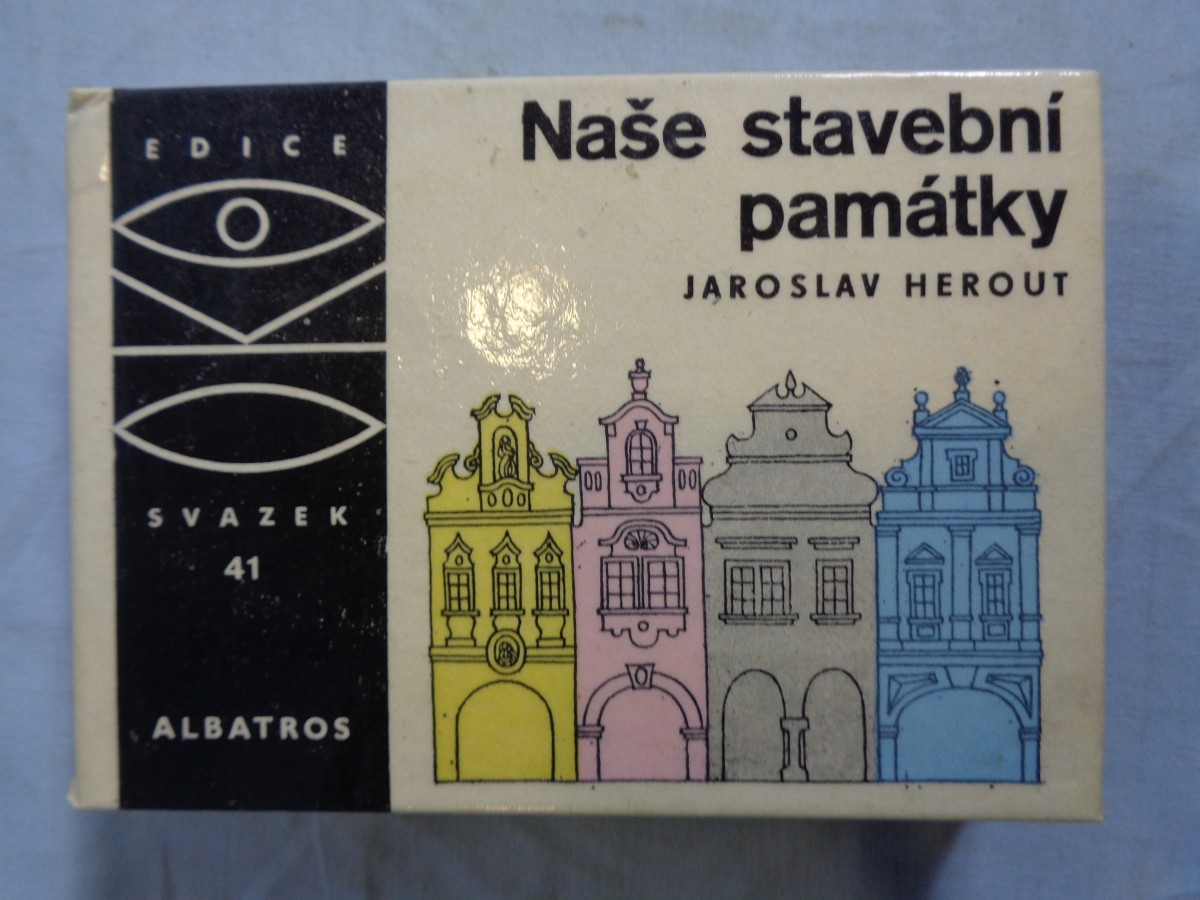 EDICE
SVAZEK
41
ALBATROS
Naše stavební
památky
JAROSLAV HEROUT